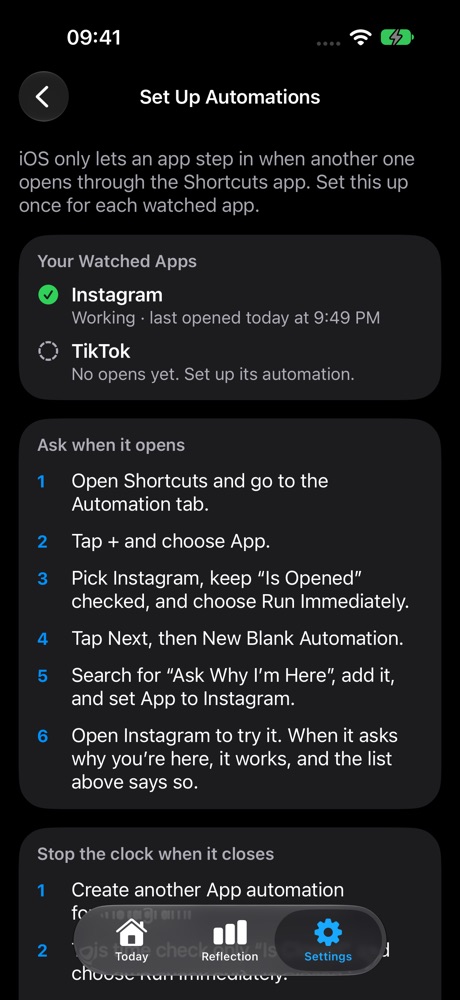 09:41
Set Up Automations
iOS only lets an app step in when another one
opens through the Shortcuts app. Set this up
once for each watched app.
Your Watched Apps
Instagram
Working · last opened today at 9:49 PM
TikTok
No opens yet. Set up its automation.
Ask when it opens
1 Open Shortcuts and go to the
Automation tab.
2 Tap + and choose App.
3 Pick Instagram, keep “Is Opened”
checked, and choose Run Immediately.
4 Tap Next, then New Blank Automation.
5 Search for “Ask Why I’m Here”, add it,
and set App to Instagram.
6 Open Instagram to try it. When it asks
why you’re here, it works, and the list
above says so.
Stop the clock when it closes
1 Create another App automation
for Instagram
2 time check only
choose Run Immediately.
Today
Reflection
Settings